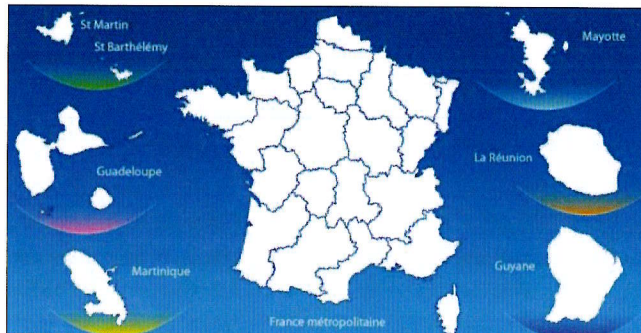 St Martin
St Barthélémy
Mayotte
Guadeloupe
La Réunion
Martinique
Guyane
France métropolitaine